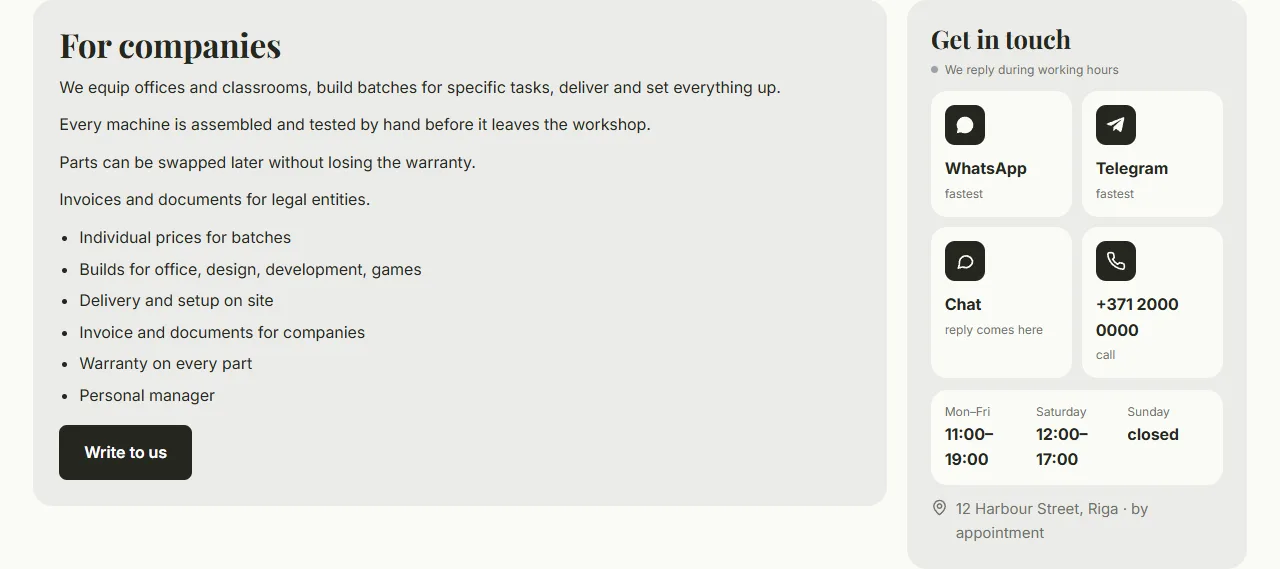 For companies
We equip offices and classrooms, build batches for specific tasks, deliver and set everything up.
Every machine is assembled and tested by hand before it leaves the workshop.
Parts can be swapped later without losing the warranty.
Invoices and documents for legal entities.
• Individual prices for batches
• Builds for office, design, development, games
• Delivery and setup on site
• Invoice and documents for companies
• Warranty on every part
• Personal manager
Write to us
Get in touch
We reply during working hours
WhatsApp
fastest
Telegram
fastest
Chat
reply comes here
+371 2000
0000
call
Mon–Fri
11:00–
19:00
Saturday
12:00–
17:00
Sunday
closed
12 Harbour Street, Riga · by
appointment